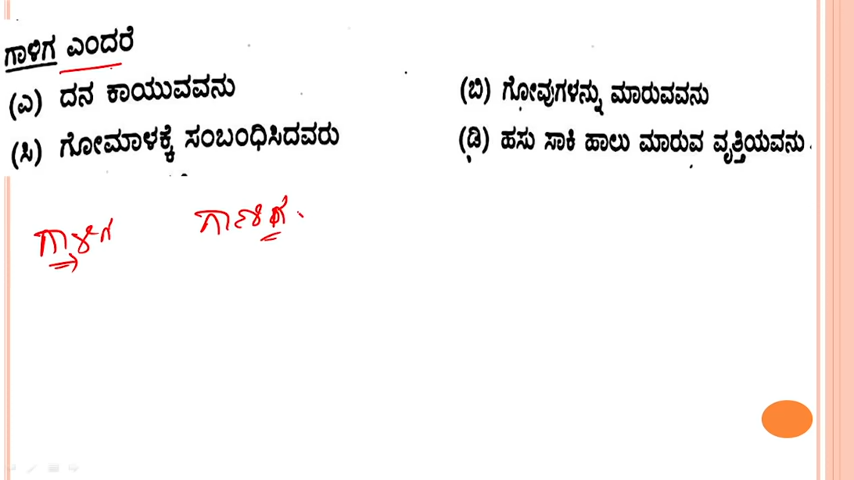 ಗಾಳಿಗ ಎಂದರೆ
(ಎ) ದನ ಕಾಯುವವನು (ಬಿ) ಗೋವುಗಳನ್ನು ಮಾರುವವನು
(ಸಿ) ಗೋಮಾಳಕ್ಕೆ ಸಂಬಂಧಿಸಿದವರು (ಡಿ) ಹಸು ಸಾಕಿ ಹಾಲು ಮಾರುವ ವೃತ್ತಿಯವನು.
ಗಾಳಿಗ